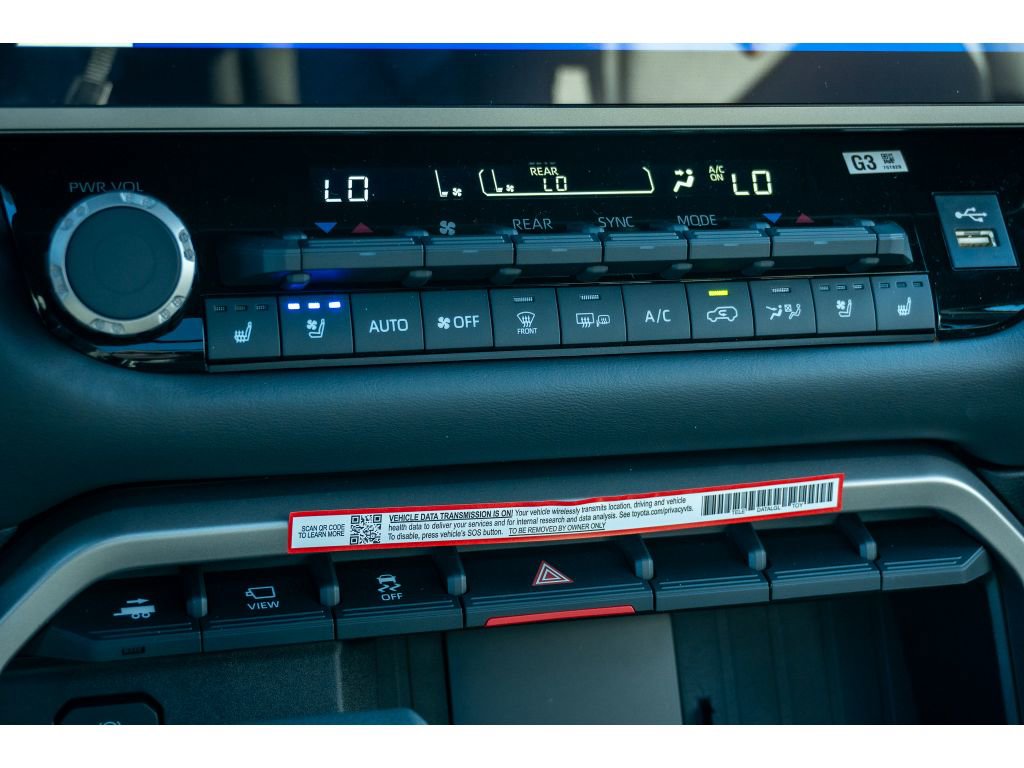 PWR VOL
LO
REAR
LO
A/C
ON
LO
G3
REAR
SYNC
MODE
AUTO
OFF
FRONT
A/C
SCAN QR CODE
TO LEARN MORE
VEHICLE DATA TRANSMISSION IS ON! Your vehicle wirelessly transmits location, driving and vehicle
health data to deliver your services and for internal research and data analysis. See toyota.com/privacyvts.
To disable, press vehicle's SOS button. TO BE REMOVED BY OWNER ONLY
TELE DATALGL TOY
VIEW
OFF